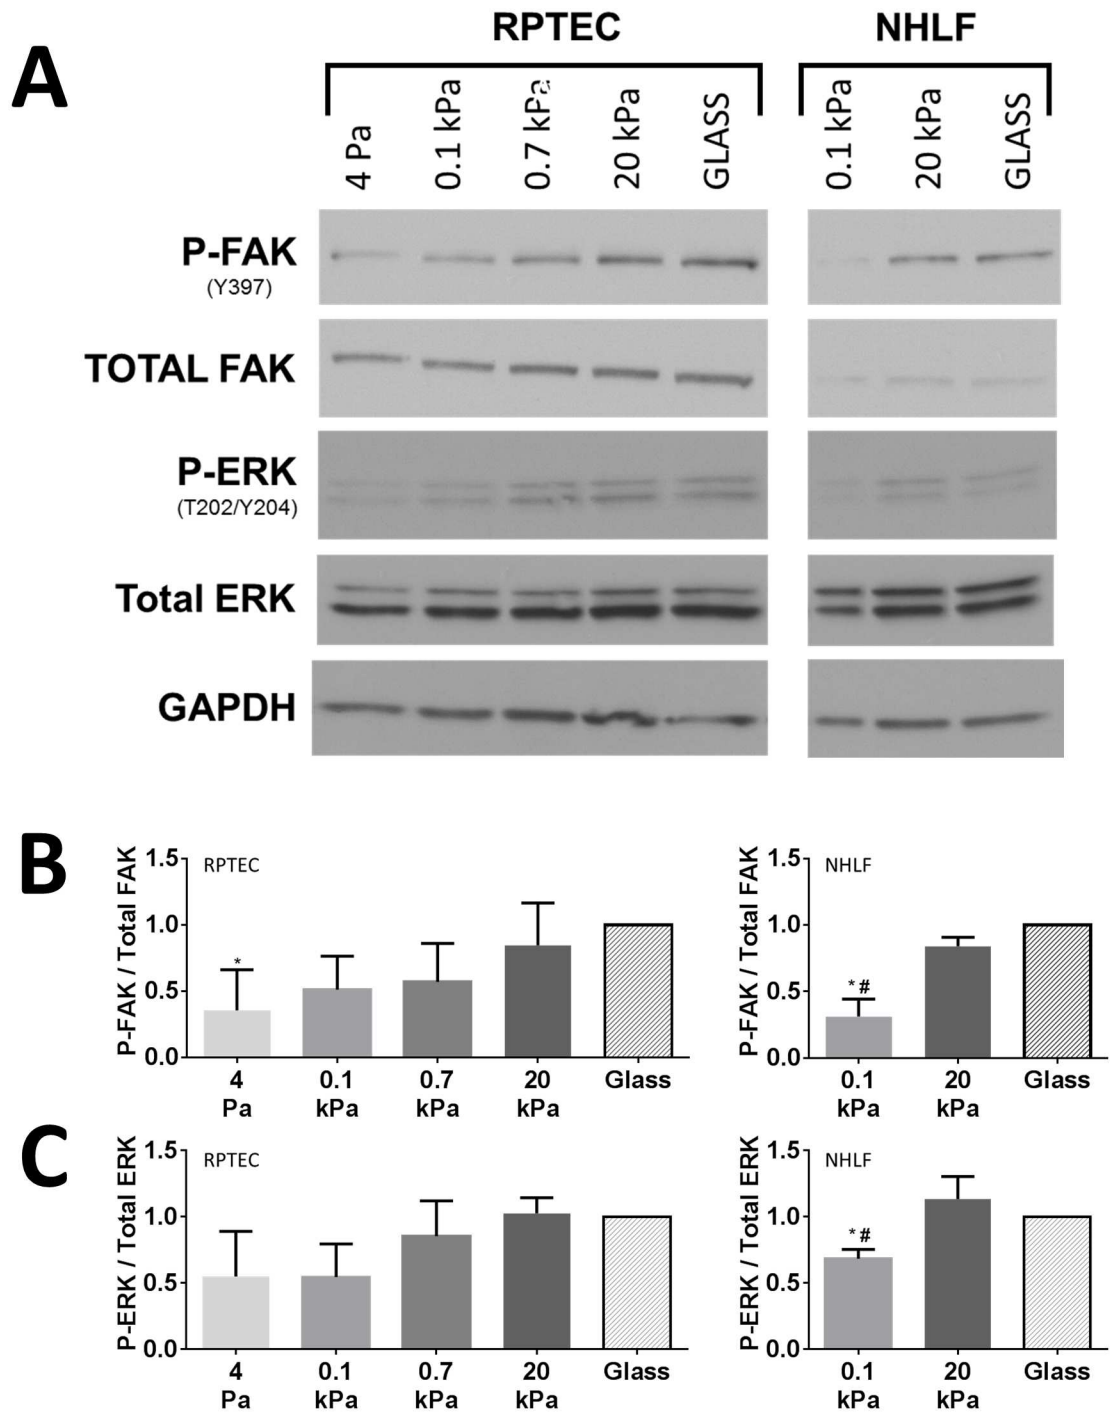 A
RPTEC NHLF
4 Pa 0.1 kPa 0.7 kPa 20 kPa GLASS 0.1 kPa 20 kPa GLASS
P-FAK
(Y397)
TOTAL FAK
P-ERK
(T202/Y204)
Total ERK
GAPDH
B
P-FAK / Total FAK
1.5
1.0
0.5
0.0
RPTEC
*
4 0.1 0.7 20 Glass
Pa kPa kPa kPa
P-FAK / Total FAK
1.5
1.0
0.5
0.0
NHLF
*#
0.1 20 Glass
kPa kPa
C
P-ERK / Total ERK
1.5
1.0
0.5
0.0
RPTEC
4 0.1 0.7 20 Glass
Pa kPa kPa kPa
P-ERK / Total ERK
1.5
1.0
0.5
0.0
NHLF
*#
0.1 20 Glass
kPa kPa